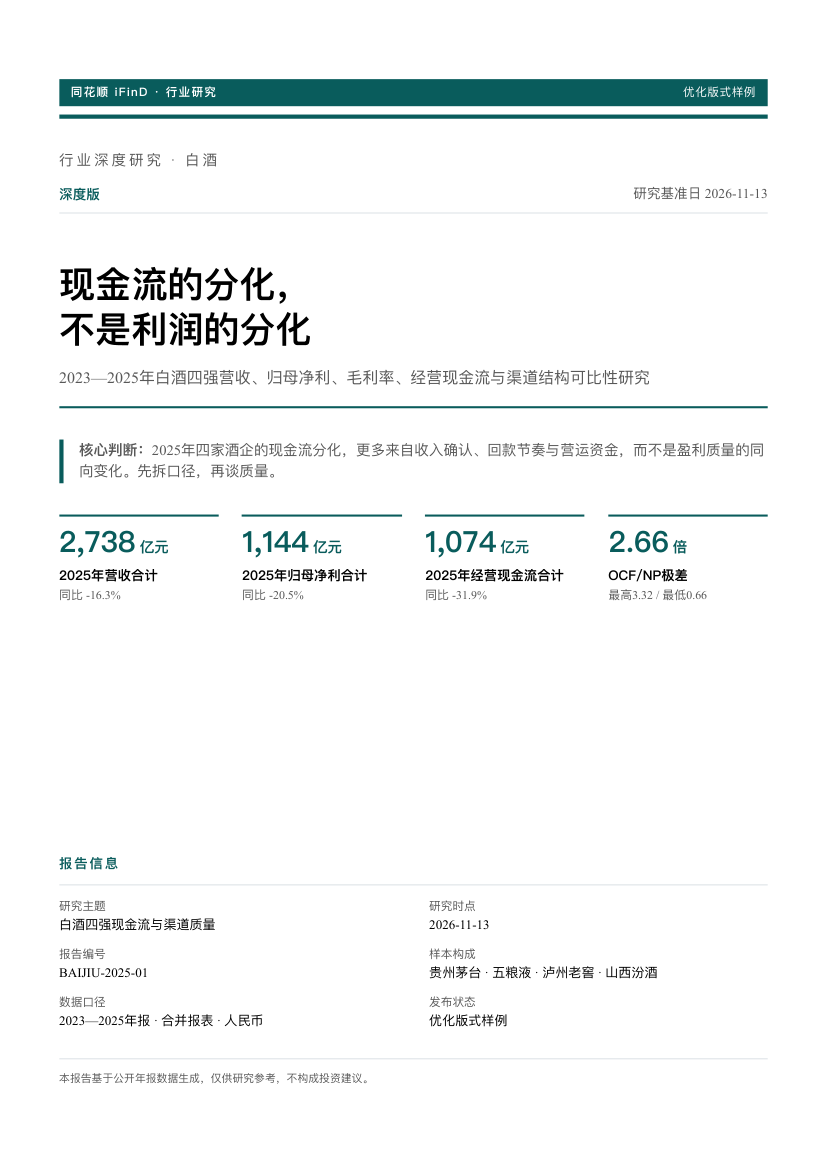 同花顺 iFinD · 行业研究
优化版式样例
行业深度研究 · 白酒
深度版
研究基准日 2026-11-13
现金流的分化，
不是利润的分化
2023—2025年白酒四强营收、归母净利、毛利率、经营现金流与渠道结构可比性研究
核心判断：2025年四家酒企的现金流分化，更多来自收入确认、回款节奏与营运资金，而不是盈利质量的同
向变化。先拆口径，再谈质量。
2,738 亿元
2025年营收合计
同比 -16.3%
1,144 亿元
2025年归母净利合计
同比 -20.5%
1,074 亿元
2025年经营现金流合计
同比 -31.9%
2.66 倍
OCF/NP极差
最高3.32 / 最低0.66
报告信息
研究主题
白酒四强现金流与渠道质量
研究时点
2026-11-13
报告编号
BAIJIU-2025-01
样本构成
贵州茅台 · 五粮液 · 泸州老窖 · 山西汾酒
数据口径
2023—2025年报 · 合并报表 · 人民币
发布状态
优化版式样例
本报告基于公开年报数据生成，仅供研究参考，不构成投资建议。